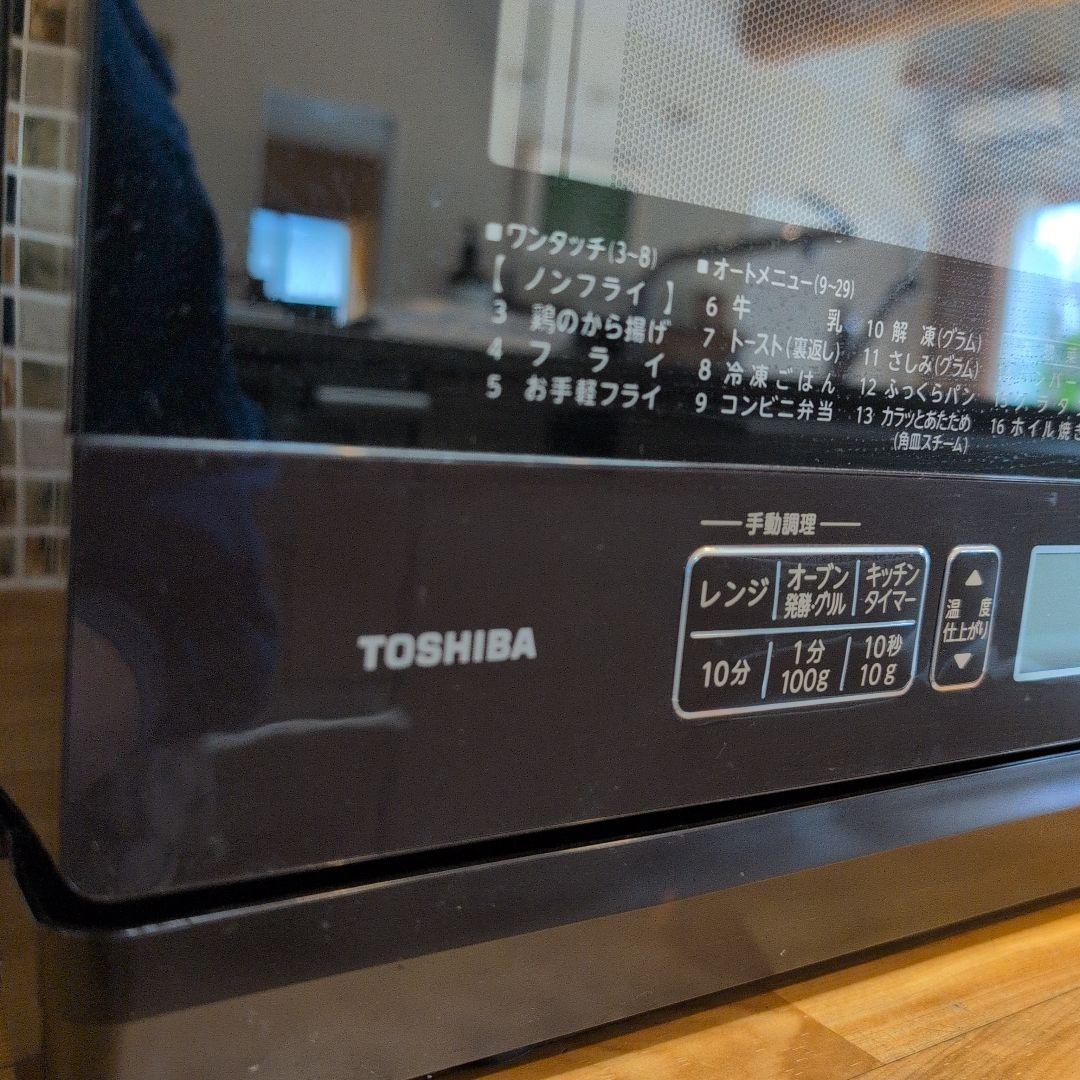 ■ワンタッチ(3~8)
【 ノンフライ 】
3 鶏のから揚げ
4 フライ
5 お手軽フライ
■オートメニュー(9~29)
6 牛乳
7 トースト(裏返し)
8 冷凍ごはん
9 コンビニ弁当
10 解凍(グラム)
11 さしみ(グラム)
12 ふっくらパン
13 カラッとあたため
(角皿スチーム)
16 ホイル焼き
手動調理
レンジ
オーブン
発酵・グリル
キッチン
タイマー
10分
1分
100g
10秒
10g
▲
温度
仕上がり
▼
TOSHIBA